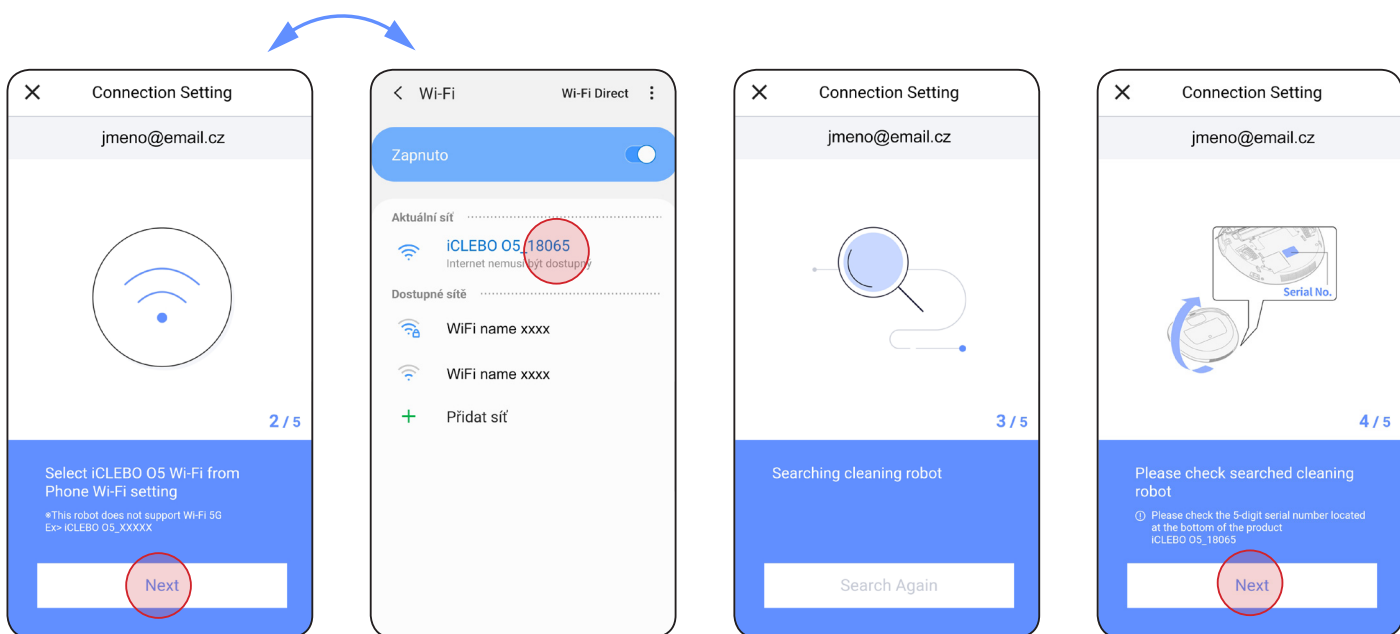 Connection Setting
jmeno@email.cz
2 / 5
Select iCLEBO O5 Wi-Fi from
Phone Wi-Fi setting
*This robot does not support Wi-Fi 5G
Ex> iCLEBO O5_XXXXX
Next
Wi-Fi
Wi-Fi Direct
Zapnuto
Aktuální síť
iCLEBO O5_18065
Internet nemusí být dostupný
Dostupné sítě
WiFi name xxxx
WiFi name xxxx
Přidat síť
Connection Setting
jmeno@email.cz
3 / 5
Searching cleaning robot
Search Again
Connection Setting
jmeno@email.cz
Serial No.
4 / 5
Please check searched cleaning
robot
Please check the 5-digit serial number located
at the bottom of the product
iCLEBO O5_18065
Next